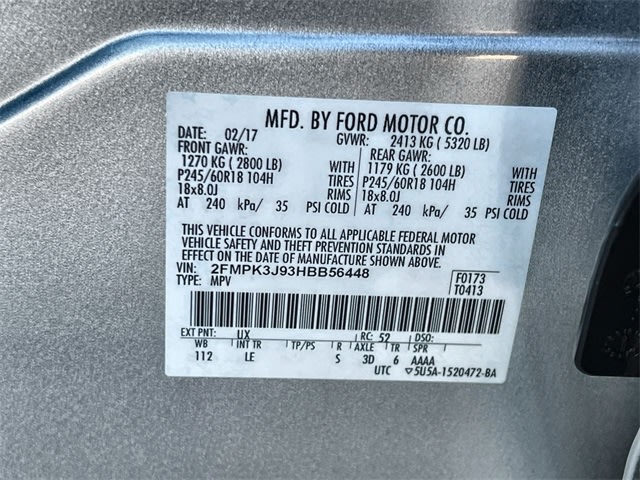 MFD. BY FORD MOTOR CO.
DATE: 02/17 GVWR: 2413 KG ( 5320 LB)
FRONT GAWR: REAR GAWR:
1270 KG ( 2800 LB) WITH 1179 KG ( 2600 LB) WITH
P245/60R18 104H TIRES P245/60R18 104H TIRES
18x8.0J RIMS 18x8.0J RIMS
AT 240 kPa/ 35 PSI COLD AT 240 kPa/ 35 PSI COLD
THIS VEHICLE CONFORMS TO ALL APPLICABLE FEDERAL MOTOR
VEHICLE SAFETY AND THEFT PREVENTION STANDARDS IN
EFFECT ON THE DATE OF MANUFACTURE SHOWN ABOVE.
VIN: 2FMPK3J93HBB56448 F0173
TYPE: MPV T0413
EXT PNT: UX RC: 52 DSO:
WB INT TR TP/PS R AXLE TR SPR
112 LE S 3D 6 AAAA
UTC ▽5U5A-1520472-BA